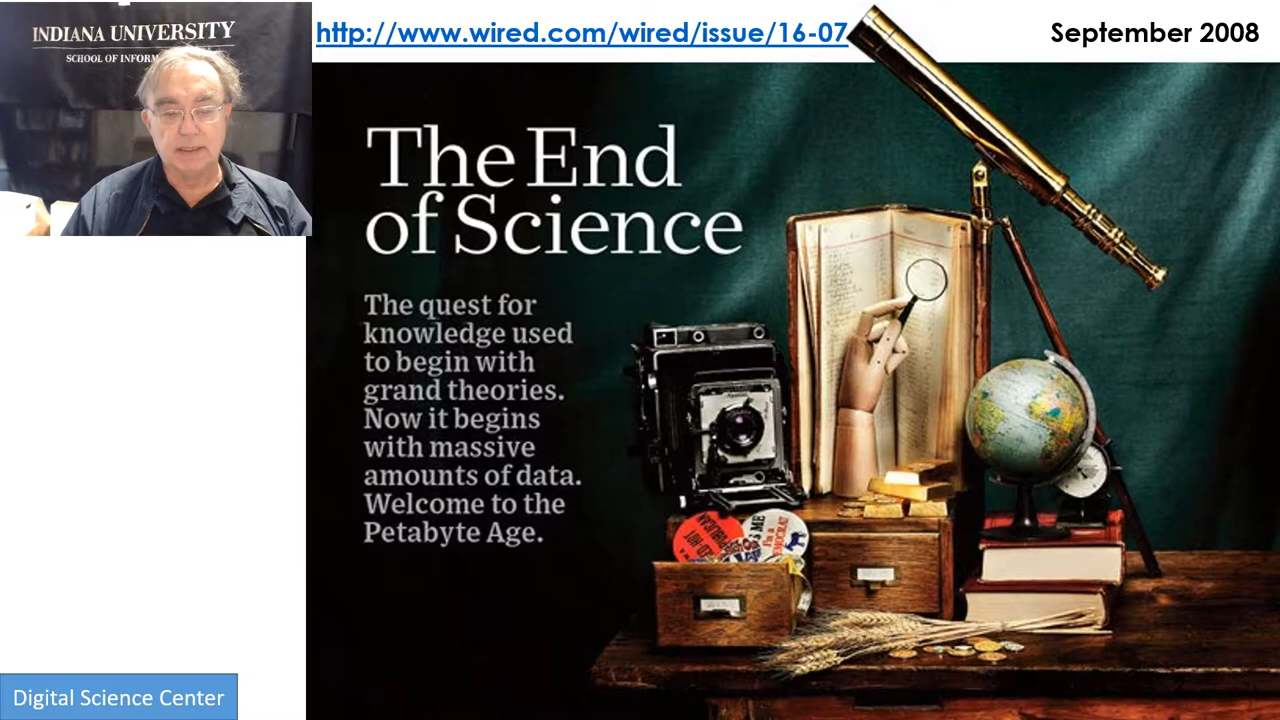 INDIANA UNIVERSITY
SCHOOL OF INFORM
http://www.wired.com/wired/issue/16-07
September 2008
The End
of Science
The quest for
knowledge used
to begin with
grand theories.
Now it begins
with massive
amounts of data.
Welcome to the
Petabyte Age.
REPUBLICAN
DEMOCRAT
Digital Science Center